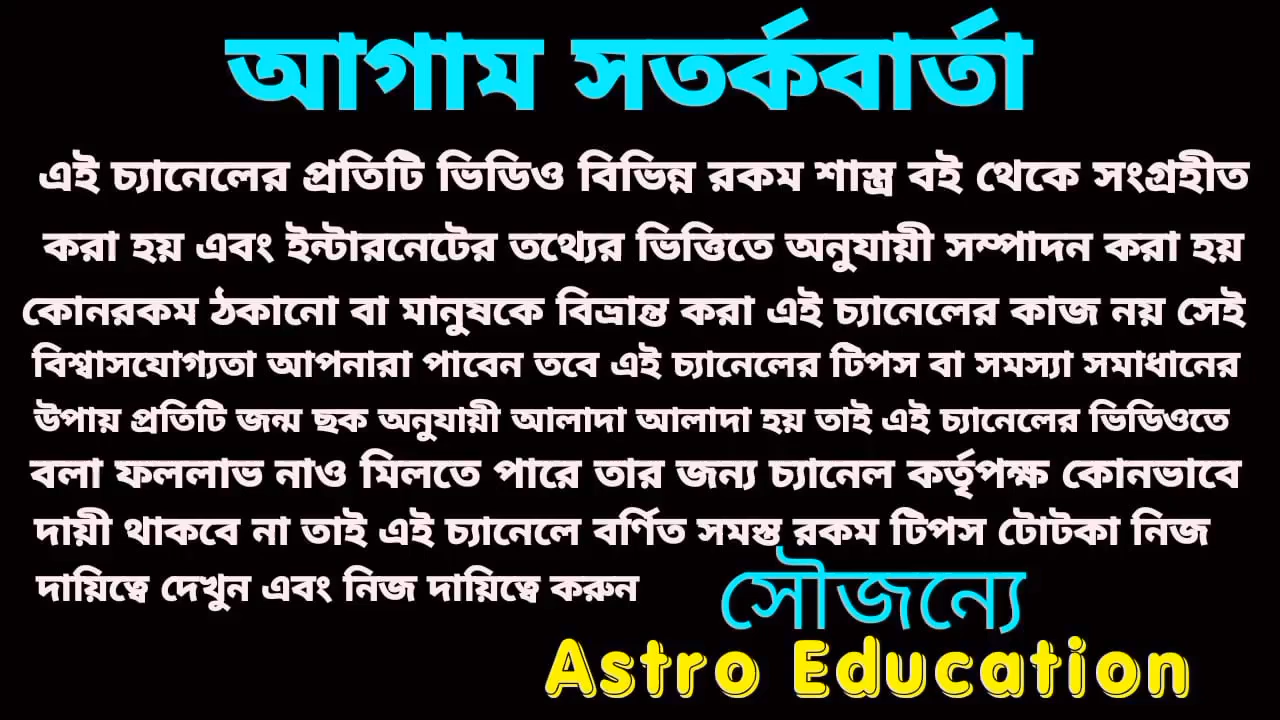 আগাম সতর্কবার্তা
এই চ্যানেলের প্রতিটি ভিডিও বিভিন্ন রকম শাস্ত্র বই থেকে সংগ্রহীত
করা হয় এবং ইন্টারনেটের তথ্যের ভিত্তিতে অনুযায়ী সম্পাদন করা হয়
কোনরকম ঠকানো বা মানুষকে বিভ্রান্ত করা এই চ্যানেলের কাজ নয় সেই
বিশ্বাসযোগ্যতা আপনারা পাবেন তবে এই চ্যানেলের টিপস বা সমস্যা সমাধানের
উপায় প্রতিটি জন্ম ছক অনুযায়ী আলাদা আলাদা হয় তাই এই চ্যানেলের ভিডিওতে
বলা ফললাভ নাও মিলতে পারে তার জন্য চ্যানেল কর্তৃপক্ষ কোনভাবে
দায়ী থাকবে না তাই এই চ্যানেলে বর্ণিত সমস্ত রকম টিপস টোটকা নিজ
দায়িত্বে দেখুন এবং নিজ দায়িত্বে করুন
সৌজন্যে
Astro Education